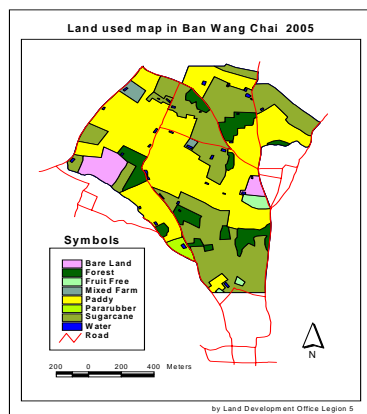 Land used map in Ban Wang Chai 2005
Symbols
Bare Land
Forest
Fruit Free
Mixed Farm
Paddy
Pararubber
Sugarcane
Water
Road
200 0 200 400 Meters
N
by Land Development Office Legion 5